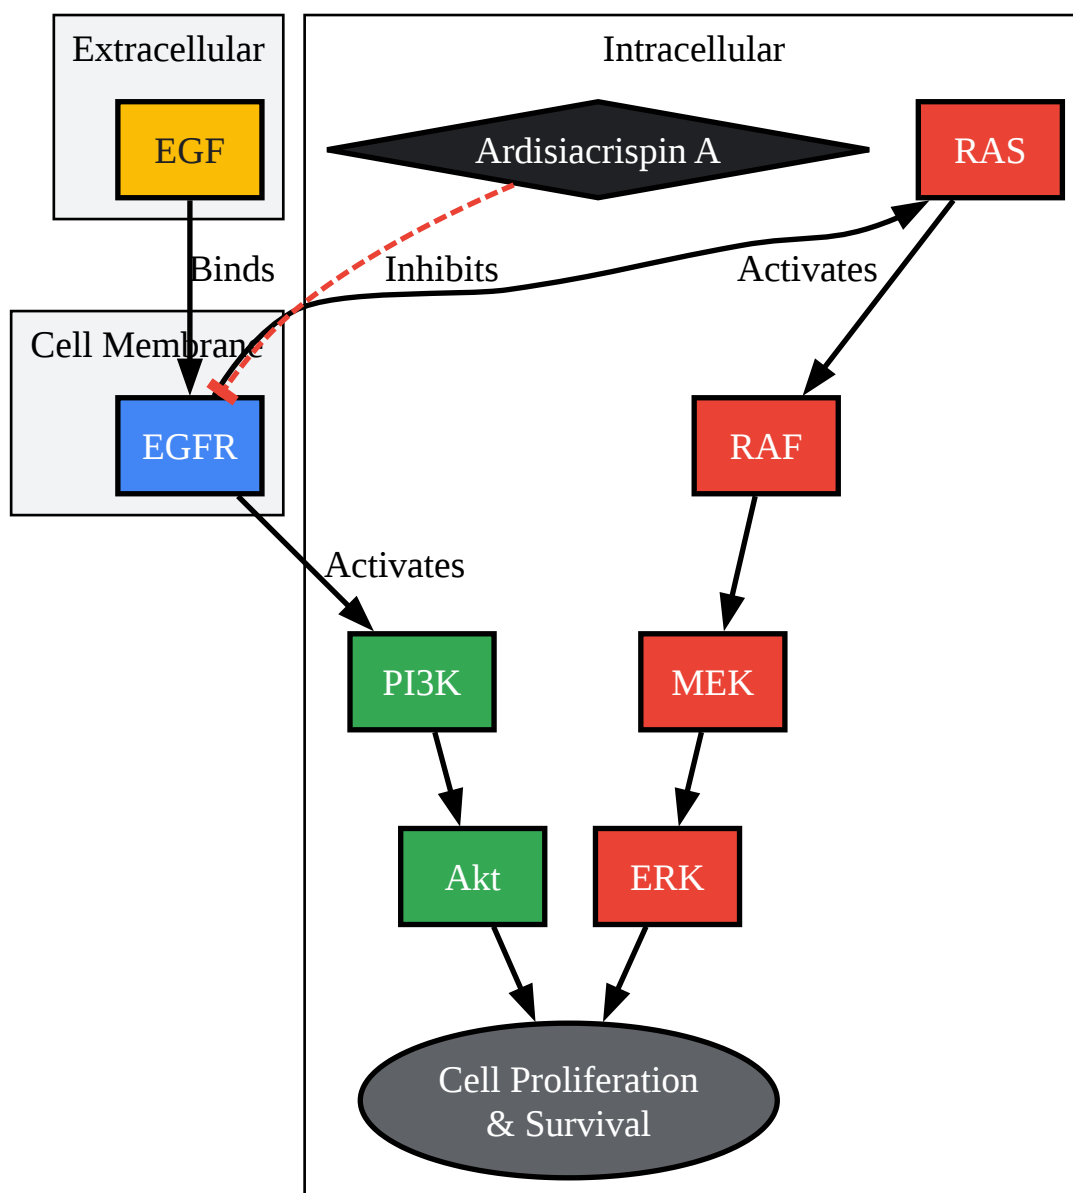 Extracellular
Intracellular
EGF
Ardisiacrispin A
RAS
Binds
Inhibits
Activates
Cell Membrane
EGFR
RAF
Activates
PI3K
MEK
Akt
ERK
Cell Proliferation
& Survival